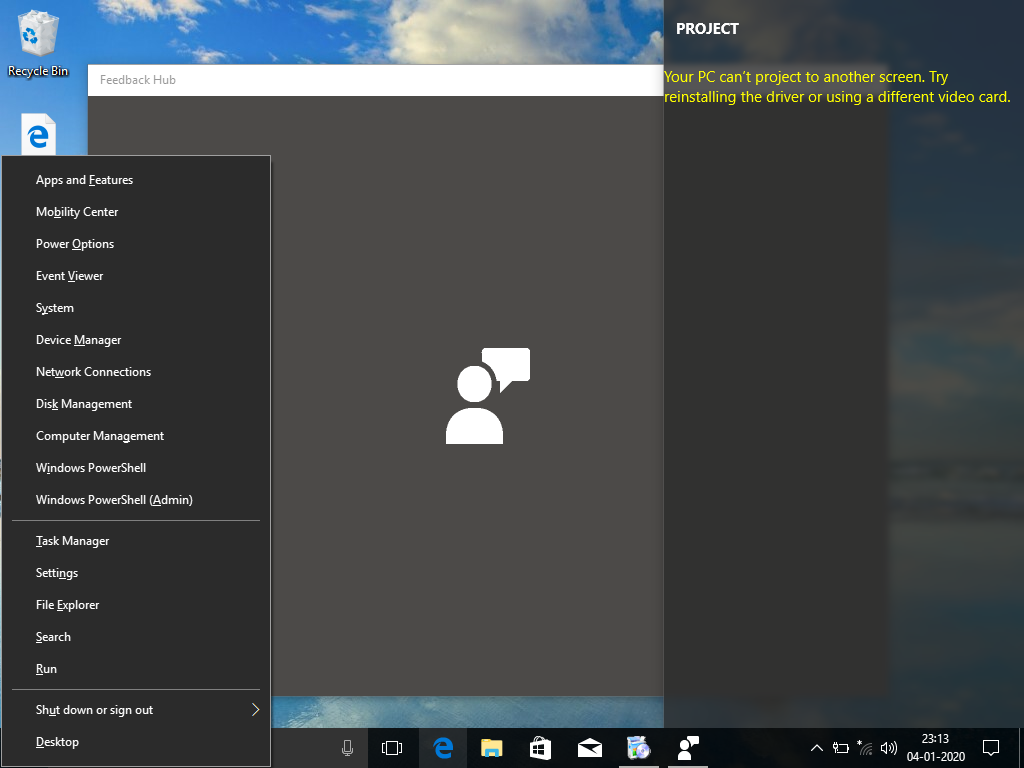 Recycle Bin
Feedback Hub
PROJECT
Your PC can't project to another screen. Try
reinstalling the driver or using a different video card.
Apps and Features
Mobility Center
Power Options
Event Viewer
System
Device Manager
Network Connections
Disk Management
Computer Management
Windows PowerShell
Windows PowerShell (Admin)
Task Manager
Settings
File Explorer
Search
Run
Shut down or sign out
Desktop
23:13
04-01-2020